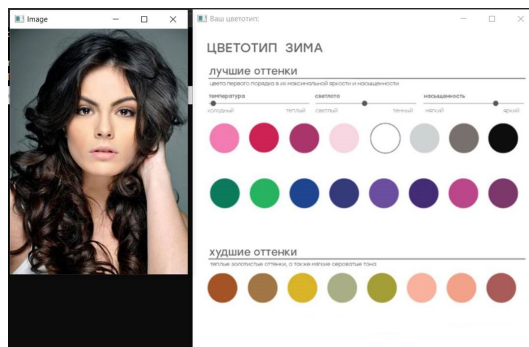 Image
Ваш цветотип:
ЦВЕТОТИП ЗИМА
лучшие оттенки
цвета первого порядка в их максимальной яркости и насыщенности
температура светлота насыщенность
холодный теплый светлый темный мягкий яркий
худшие оттенки
теплые золотистые оттенки, а также мягкие сероватые тона